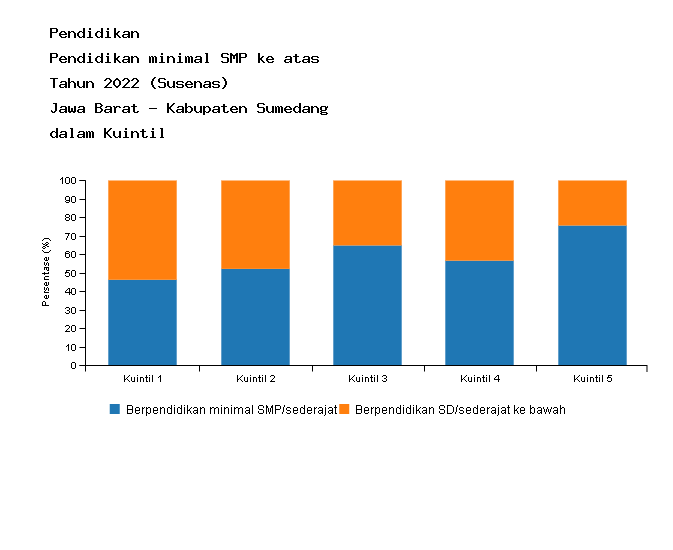 Pendidikan
Pendidikan minimal SMP ke atas
Tahun 2022 (Susenas)
Jawa Barat - Kabupaten Sumedang
dalam Kuintil
100
90
80
70
60
50
40
30
20
10
0
Persentase (%)
Kuintil 1 Kuintil 2 Kuintil 3 Kuintil 4 Kuintil 5
Berpendidikan minimal SMP/sederajat Berpendidikan SD/sederajat ke bawah